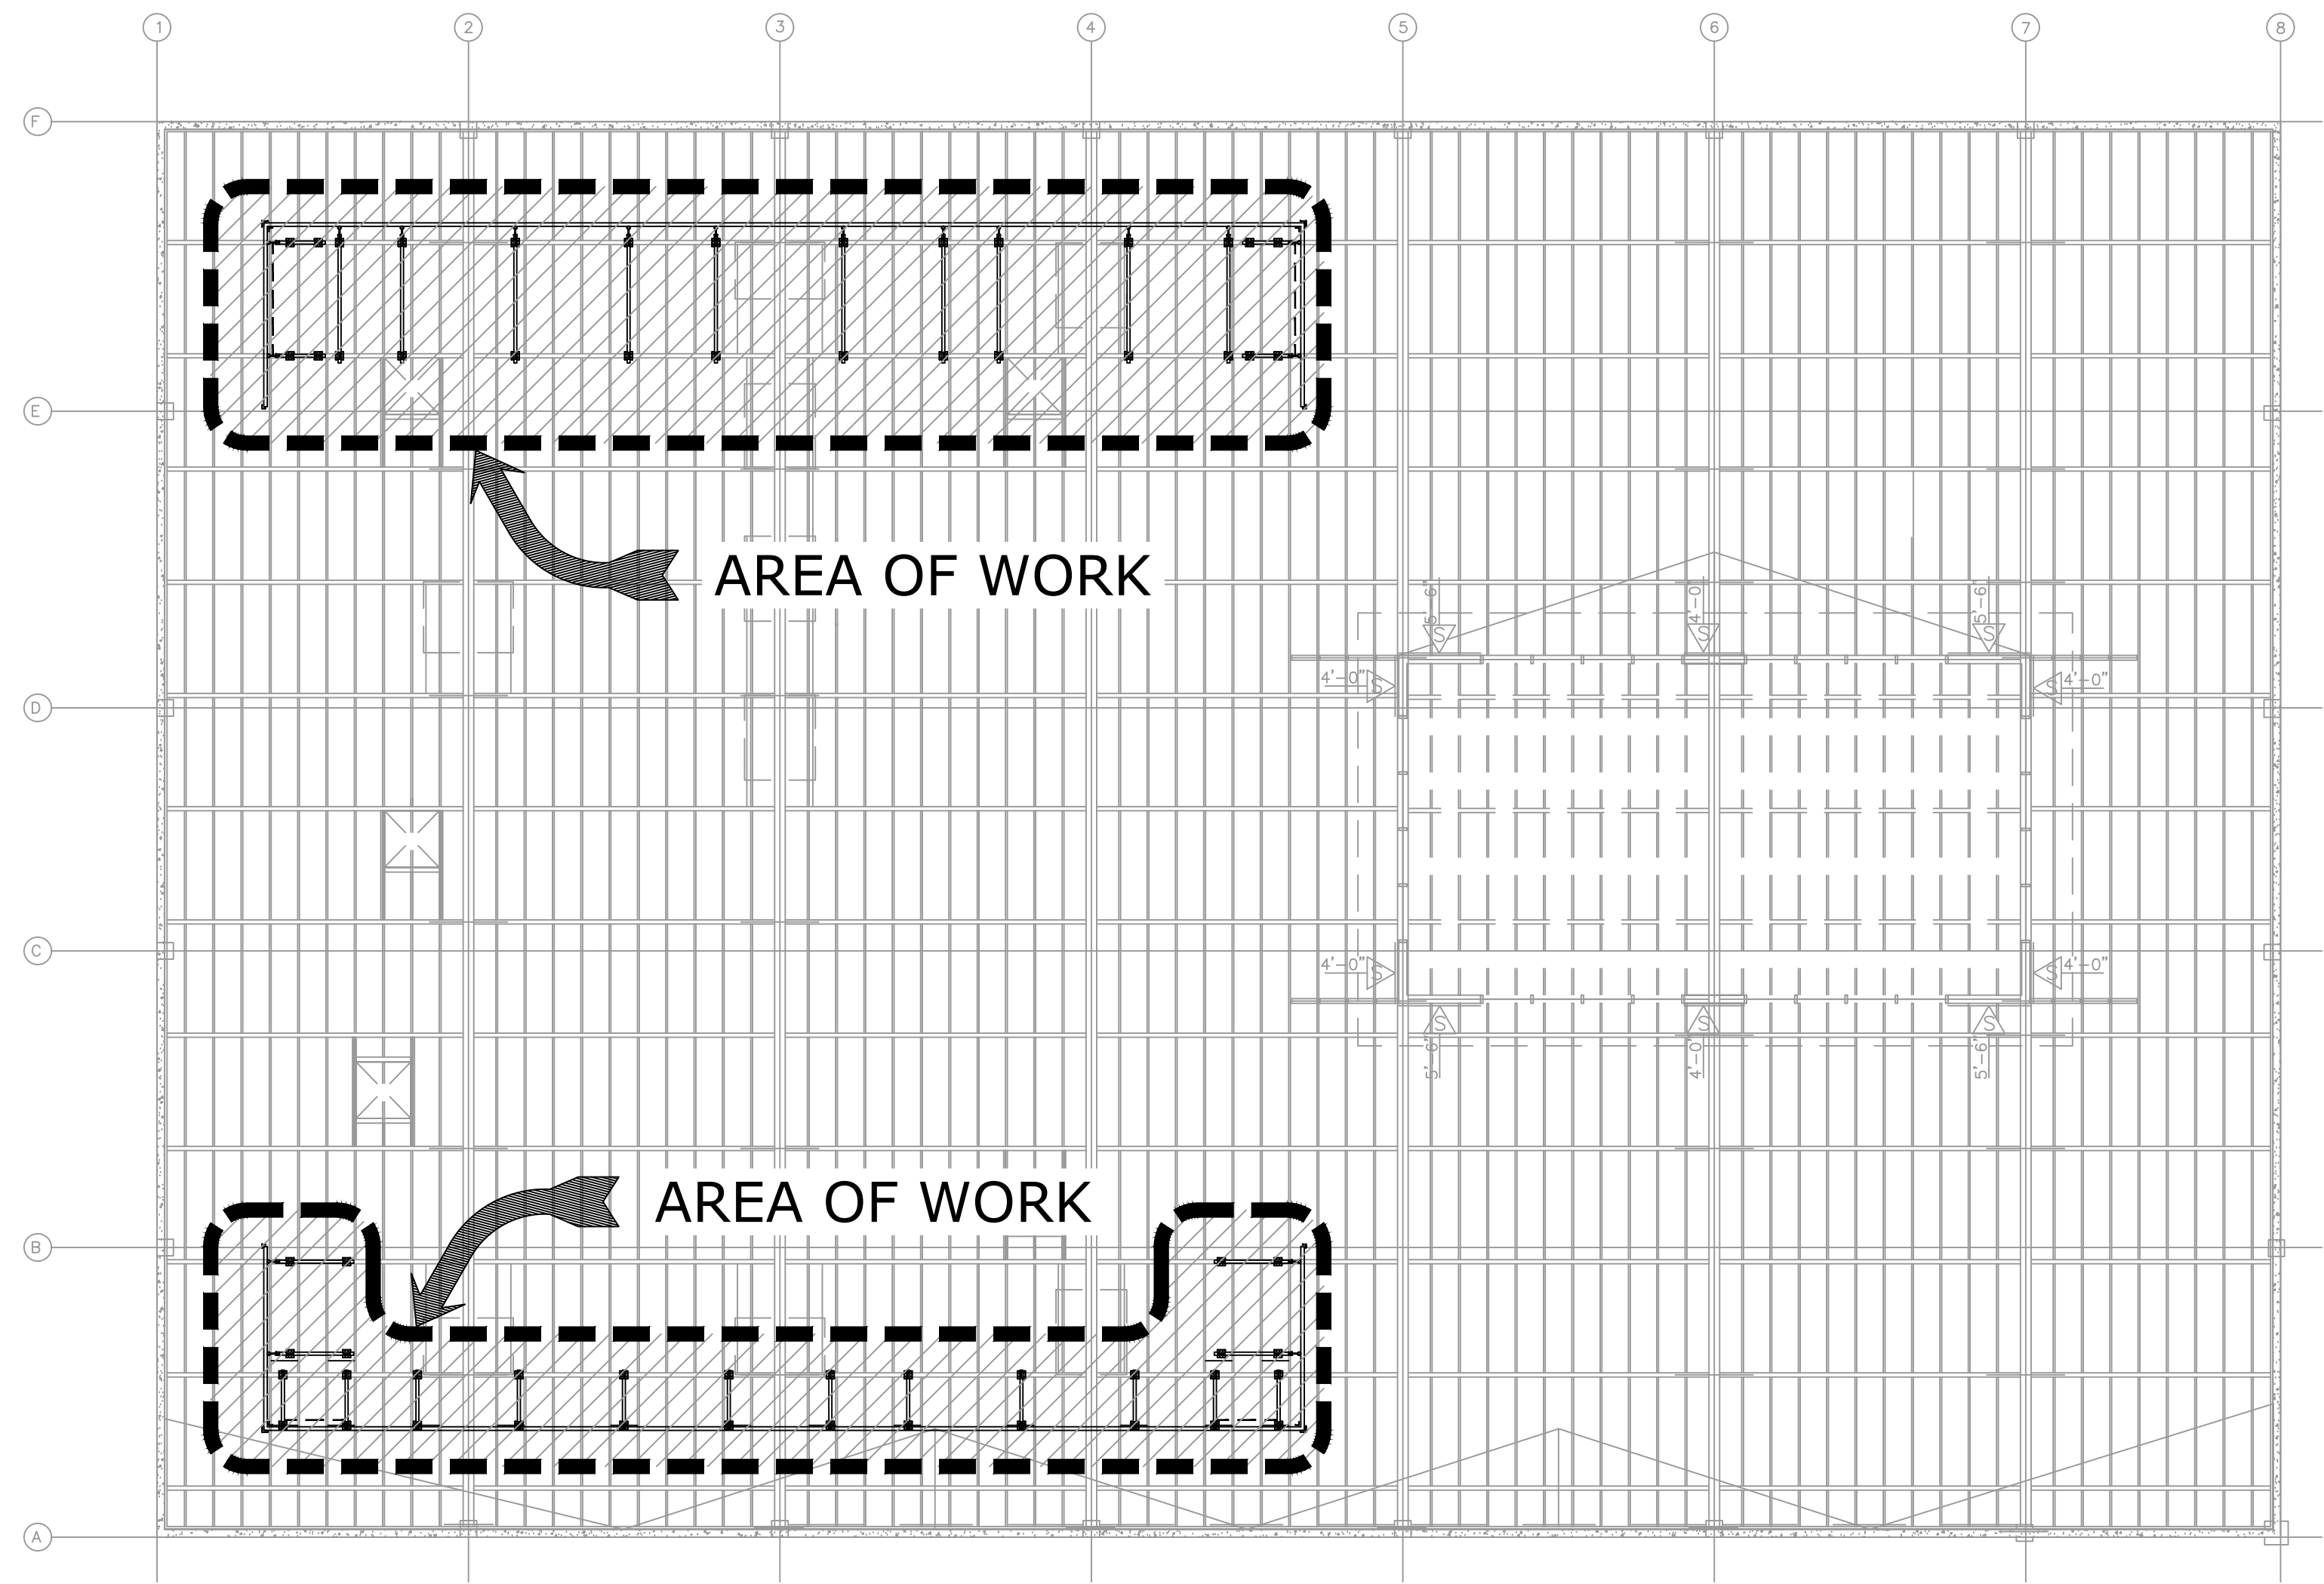 1 2 3 4 5 6 7 8
F
E
AREA OF WORK
5'-6" 4'-0" 5'-6"
S S S
4'-0" S S 4'-0"
D
C
4'-0" S S 4'-0"
S S S
5'-6" 4'-0" 5'-6"
AREA OF WORK
B
A